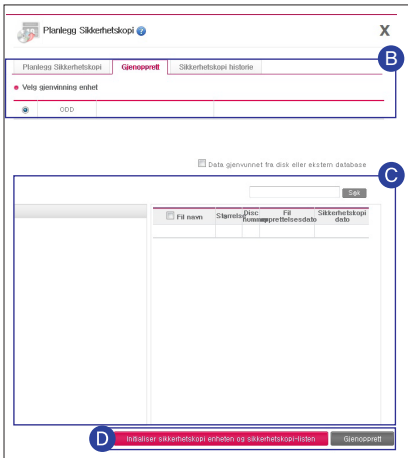 Planlegg Sikkerhetskopi ?
X
B
Planlegg Sikkerhetskopi Gjenopprett Sikkerhetskopi historie
Velg gjenvinning enhet
ODD
Data gjenvunnet fra disk eller ekstern database
C
Søk
Fil navn Størrelse Disc nummer Fil opprettelsesdato Sikkerhetskopi dato
D
Initialiser sikkerhetskopi enheten og sikkerhetskopi-listen Gjenopprett